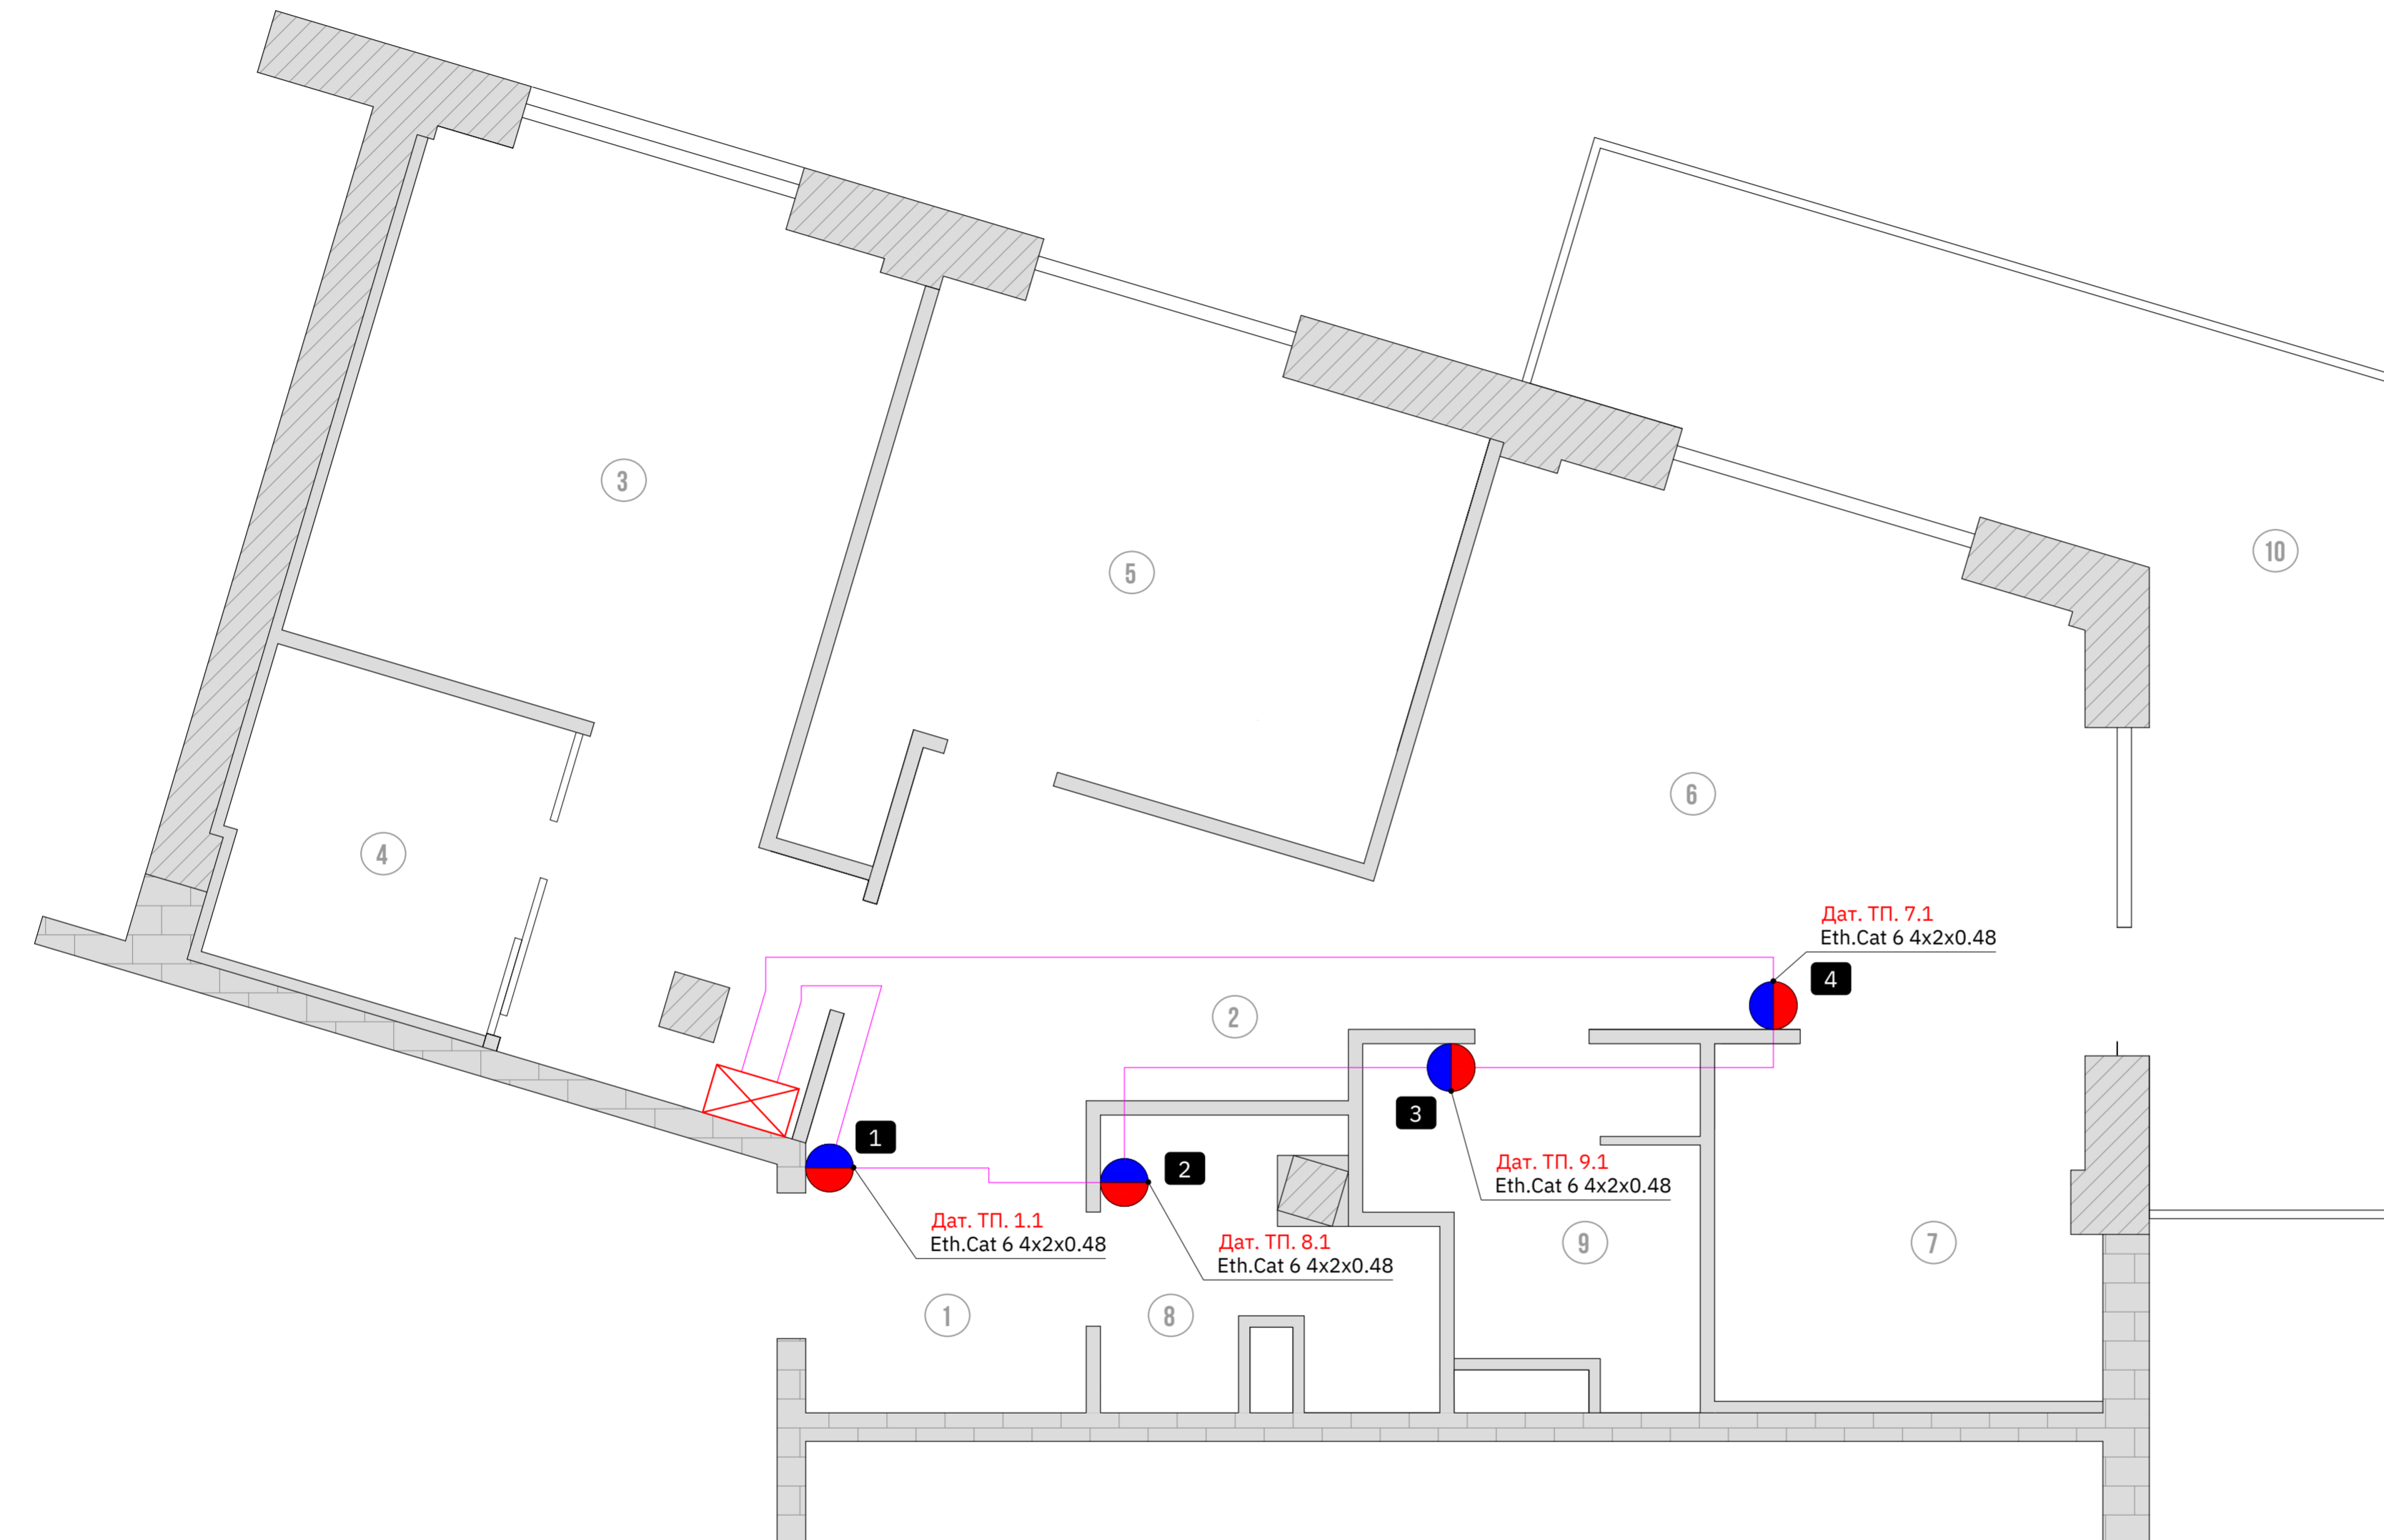 3
5
10
6
4
Дат. ТП. 7.1
Eth.Cat 6 4x2x0.48
4
2
1
2
3
Дат. ТП. 9.1
Eth.Cat 6 4x2x0.48
Дат. ТП. 1.1
Eth.Cat 6 4x2x0.48
Дат. ТП. 8.1
Eth.Cat 6 4x2x0.48
9
7
1
8